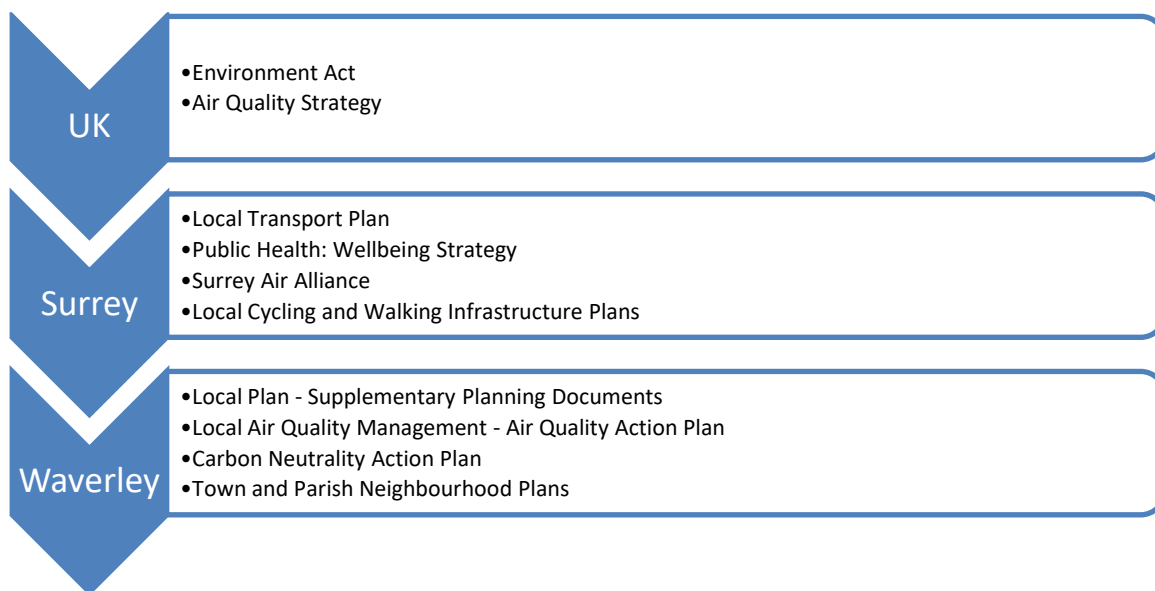 UK
•Environment Act
•Air Quality Strategy
Surrey
•Local Transport Plan
•Public Health: Wellbeing Strategy
•Surrey Air Alliance
•Local Cycling and Walking Infrastructure Plans
Waverley
•Local Plan - Supplementary Planning Documents
•Local Air Quality Management - Air Quality Action Plan
•Carbon Neutrality Action Plan
•Town and Parish Neighbourhood Plans